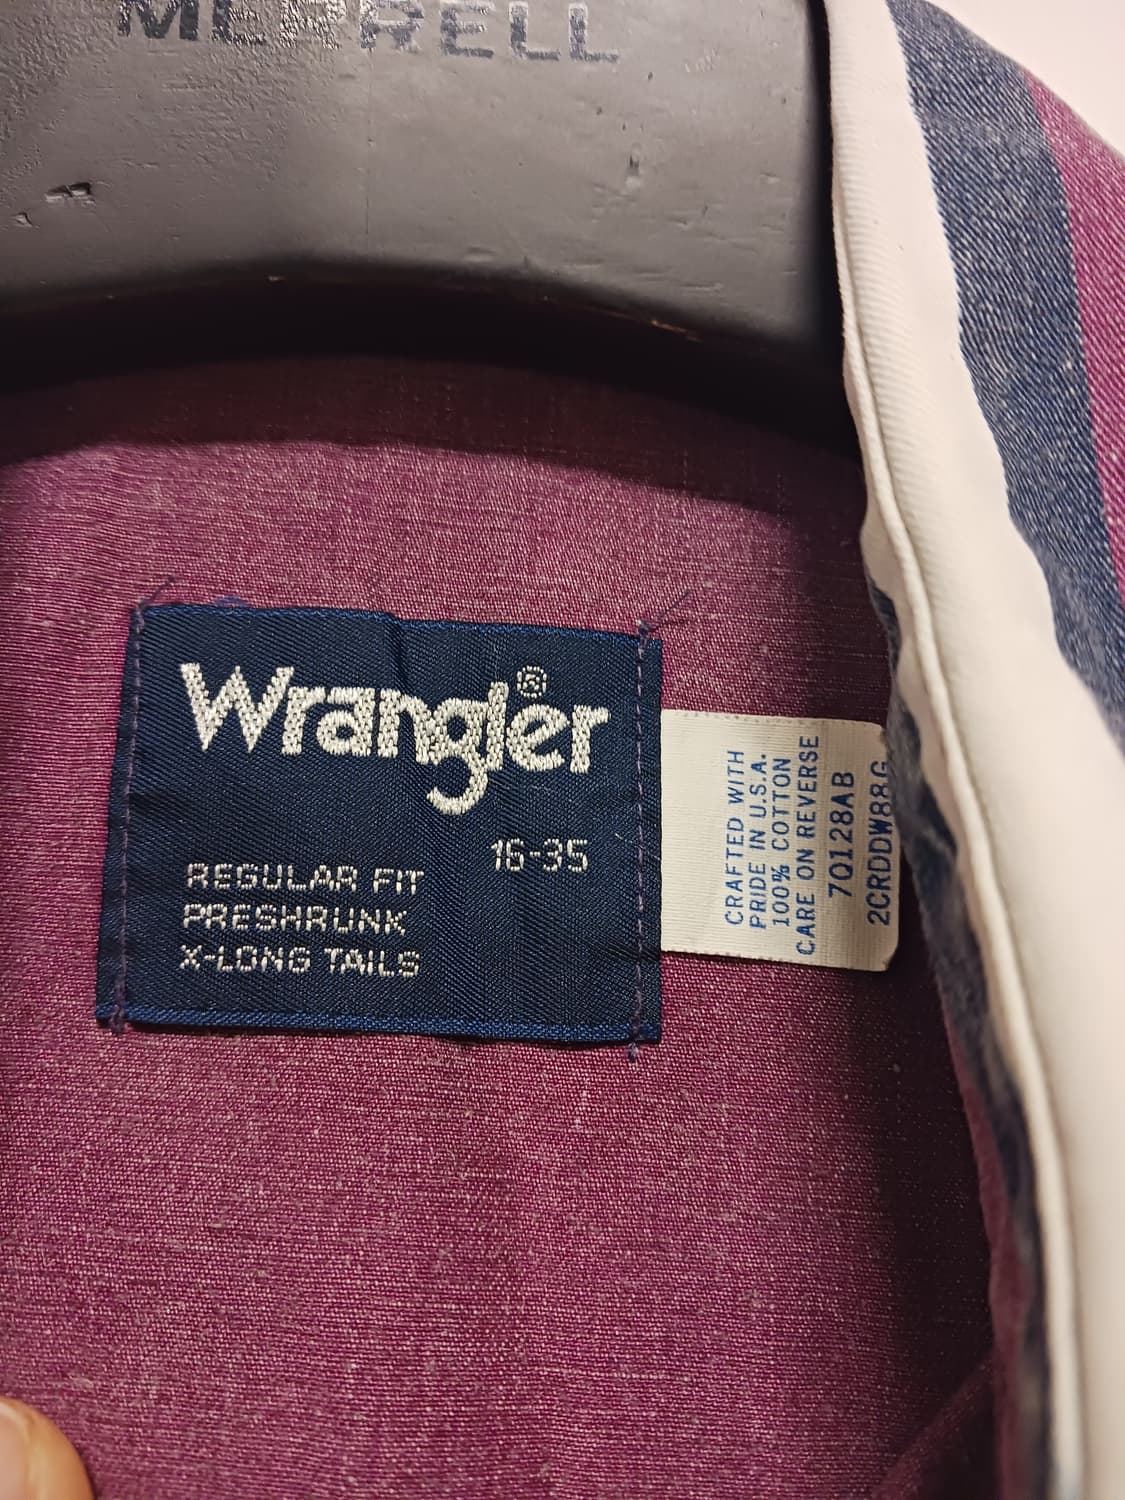 MERRELL
Wrangler®
16-35
REGULAR FIT
PRESHRUNK
X-LONG TAILS
CRAFTED WITH
PRIDE IN U.S.A.
100% COTTON
CARE ON REVERSE
7Q128AB
2CRDDW88G